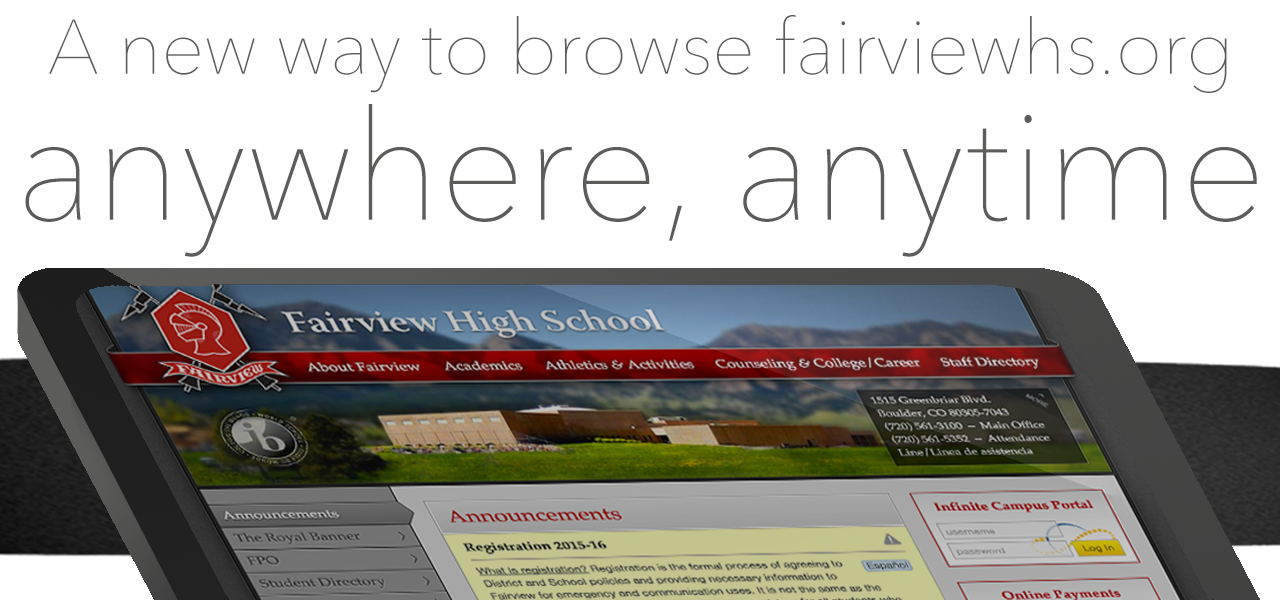 A new way to browse fairviewhs.org
anywhere, anytime
Fairview High School
FAIRVIEW
About Fairview Academics Athletics & Activities Counseling & College/Career Staff Directory
ib
1515 Greenbriar Blvd.
Boulder, CO 80305-7043
(720) 561-3100 — Main Office
(720) 561-5352 — Attendance
Line/Linea de asistencia
Announcements
The Royal Banner
FPO
Student Directory
Announcements
Registration 2015-16
What is registration? Registration is the formal process of agreeing to
District and School policies and providing necessary information to
Fairview for emergency and communication uses. It is not the same as the
Español
Infinite Campus Portal
username
password
Log In
Online Payments